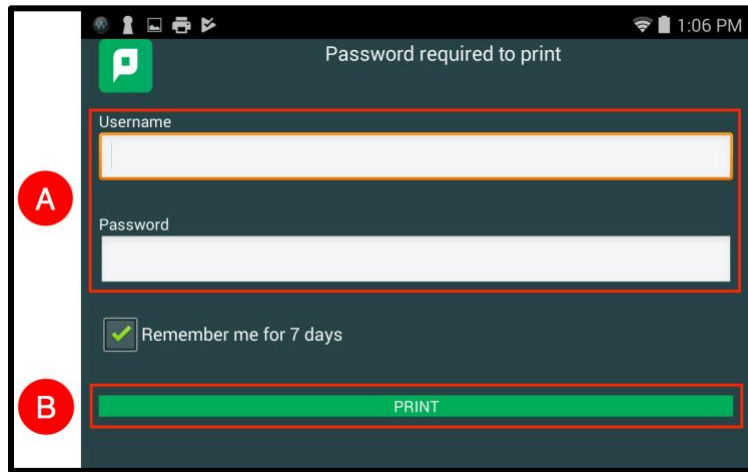 1:06 PM
Password required to print
Username
A
Password
Remember me for 7 days
B
PRINT